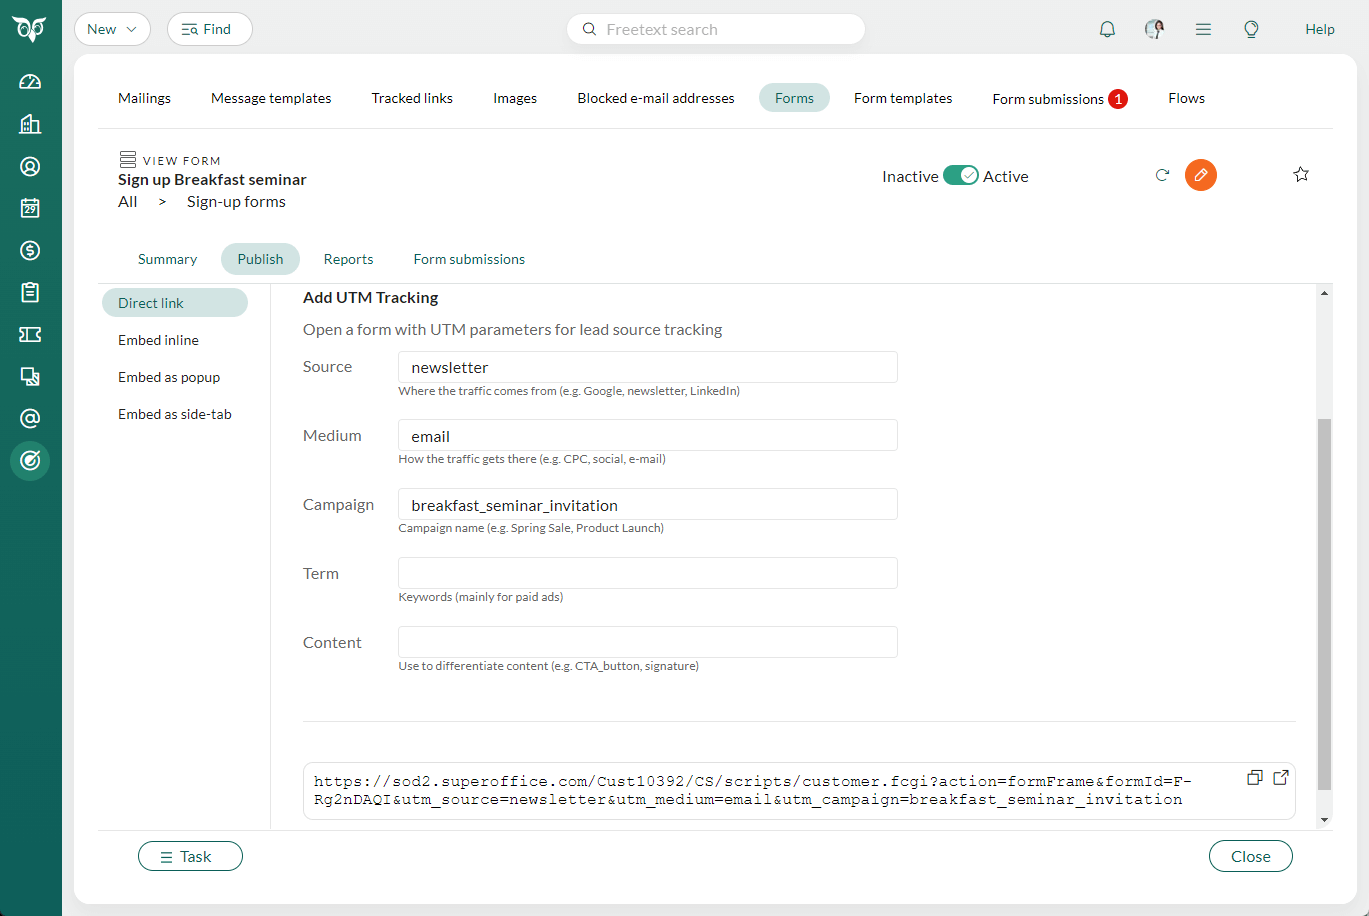 New
Find
Freetext search
Help
Mailings
Message templates
Tracked links
Images
Blocked e-mail addresses
Forms
Form templates
Form submissions 1
Flows
VIEW FORM
Sign up Breakfast seminar
All > Sign-up forms
Inactive
Active
29
Summary
Publish
Reports
Form submissions
Direct link
Embed inline
Embed as popup
Embed as side-tab
Add UTM Tracking
Open a form with UTM parameters for lead source tracking
Source
newsletter
Where the traffic comes from (e.g. Google, newsletter, LinkedIn)
Medium
email
How the traffic gets there (e.g. CPC, social, e-mail)
Campaign
breakfast_seminar_invitation
Campaign name (e.g. Spring Sale, Product Launch)
Term
Keywords (mainly for paid ads)
Content
Use to differentiate content (e.g. CTA_button, signature)
https://sod2.superoffice.com/Cust10392/CS/scripts/customer.fcgi?action=formFrame&formId=F-
Rg2nDAQI&utm_source=newsletter&utm_medium=email&utm_campaign=breakfast_seminar_invitation
Task
Close